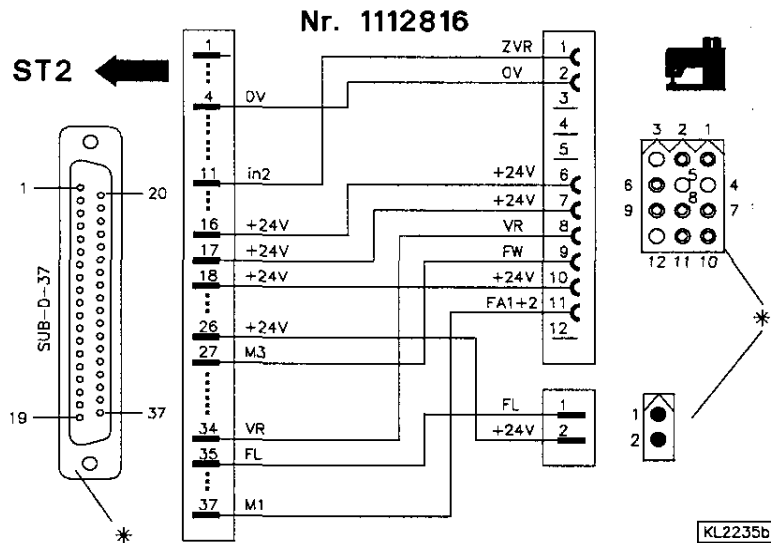 Nr. 1112816
ST2
1
4 0V
11 in2
16 +24V
17 +24V
18 +24V
26 +24V
27 M3
34 VR
35 FL
37 M1
ZVR 1
0V 2
3
4
5
+24V 6
+24V 7
VR 8
FW 9
+24V 10
FA1+2 11
12
FL 1
+24V 2
1 20
SUB-D-37
19 37
*
3 2 1
6 5 4
9 8 7
12 11 10
*
1
2
KL2235b